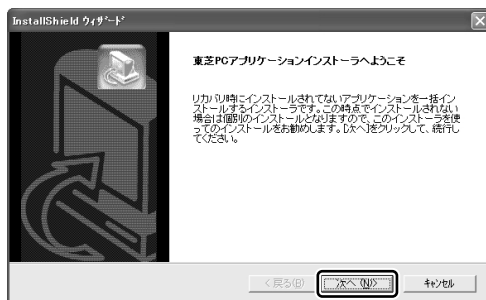 InstallShield ウィザード
東芝PCアプリケーションインストーラへようこそ
リカバリ時にインストールされてないアプリケーションを一括イン
ストールするインストーラです。この時点でインストールされない
場合は個別のインストールとなりますので、このインストーラを使
ってのインストールをお勧めします。[次へ]をクリックして、続行し
てください。
< 戻る(B)
次へ (N)>
キャンセル